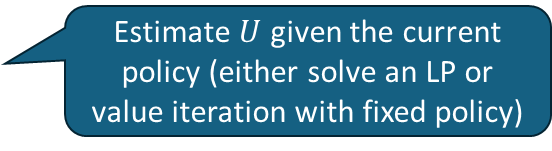 Estimate U given the current
policy (either solve an LP or
value iteration with fixed policy)